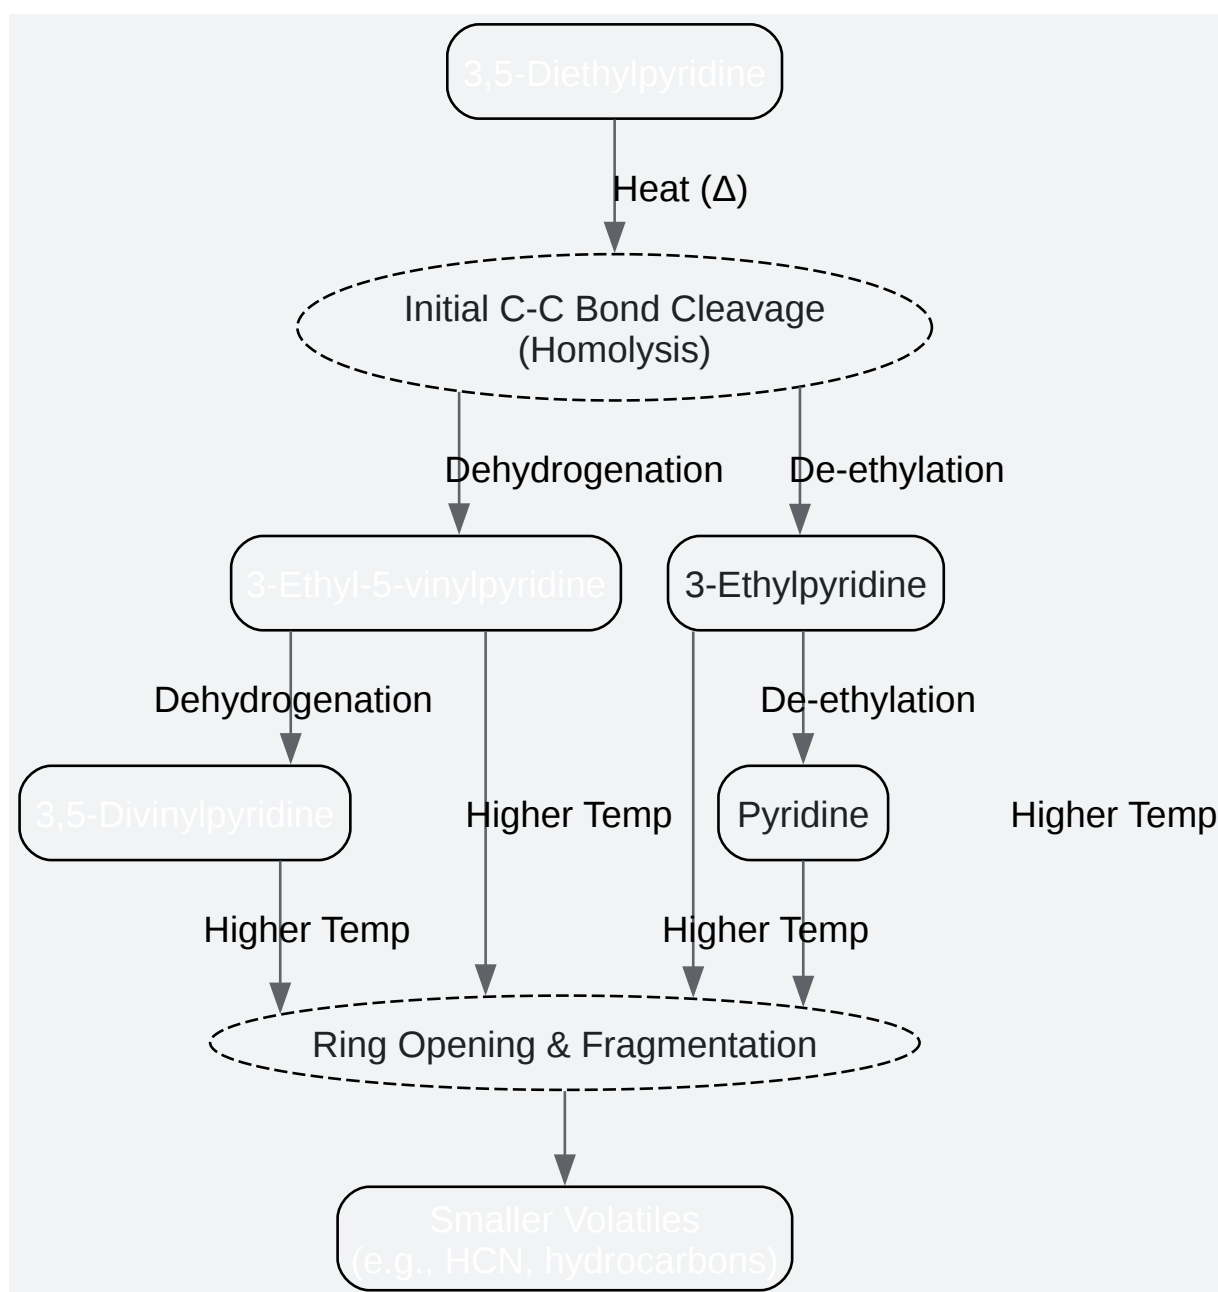 3,5-Diethylpyridine
Heat (Δ)
Initial C-C Bond Cleavage
(Homolysis)
Dehydrogenation
De-ethylation
3-Ethyl-5-vinylpyridine
3-Ethylpyridine
Dehydrogenation
De-ethylation
3,5-Divinylpyridine
Higher Temp
Pyridine
Higher Temp
Higher Temp
Higher Temp
Ring Opening & Fragmentation
Smaller Volatiles
(e.g., HCN, hydrocarbons)